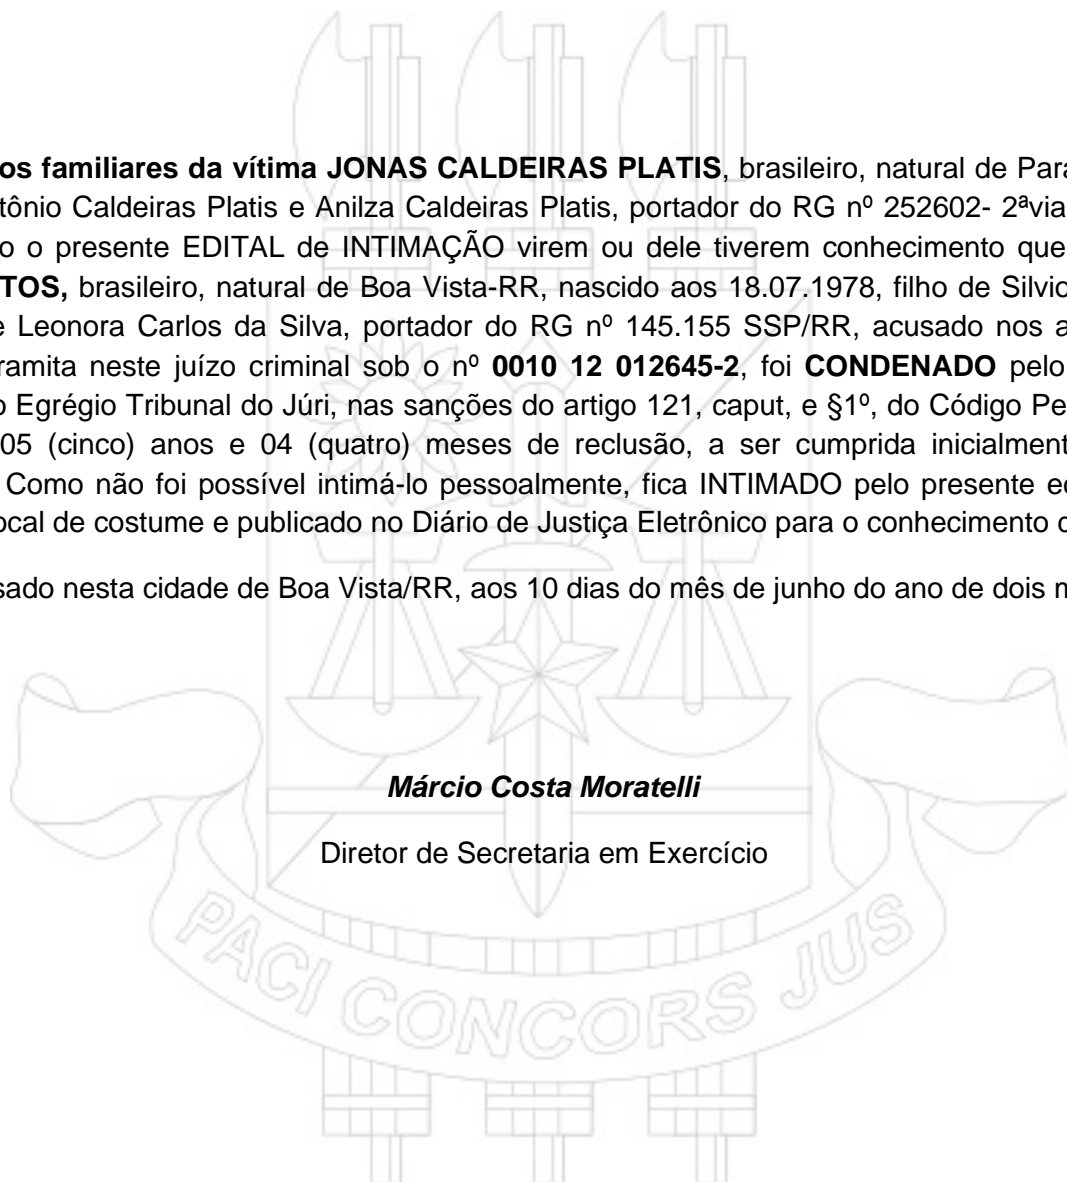 os familiares da vítima JONAS CALDEIRAS PLATIS, brasileiro, natural de Par
tônio Caldeiras Platis e Anilza Caldeiras Platis, portador do RG nº 252602- 2ªvia
o o presente EDITAL de INTIMAÇÃO virem ou dele tiverem conhecimento que
TOS, brasileiro, natural de Boa Vista-RR, nascido aos 18.07.1978, filho de Silvio
e Leonora Carlos da Silva, portador do RG nº 145.155 SSP/RR, acusado nos a
ramita neste juízo criminal sob o nº 0010 12 012645-2, foi CONDENADO pelo
o Egrégio Tribunal do Júri, nas sanções do artigo 121, caput, e §1º, do Código Pe
05 (cinco) anos e 04 (quatro) meses de reclusão, a ser cumprida inicialment
Como não foi possível intimá-lo pessoalmente, fica INTIMADO pelo presente e
ocal de costume e publicado no Diário de Justiça Eletrônico para o conhecimento
sado nesta cidade de Boa Vista/RR, aos 10 dias do mês de junho do ano de dois m
Márcio Costa Moratelli
Diretor de Secretaria em Exercício
PACI CONCORS JUS